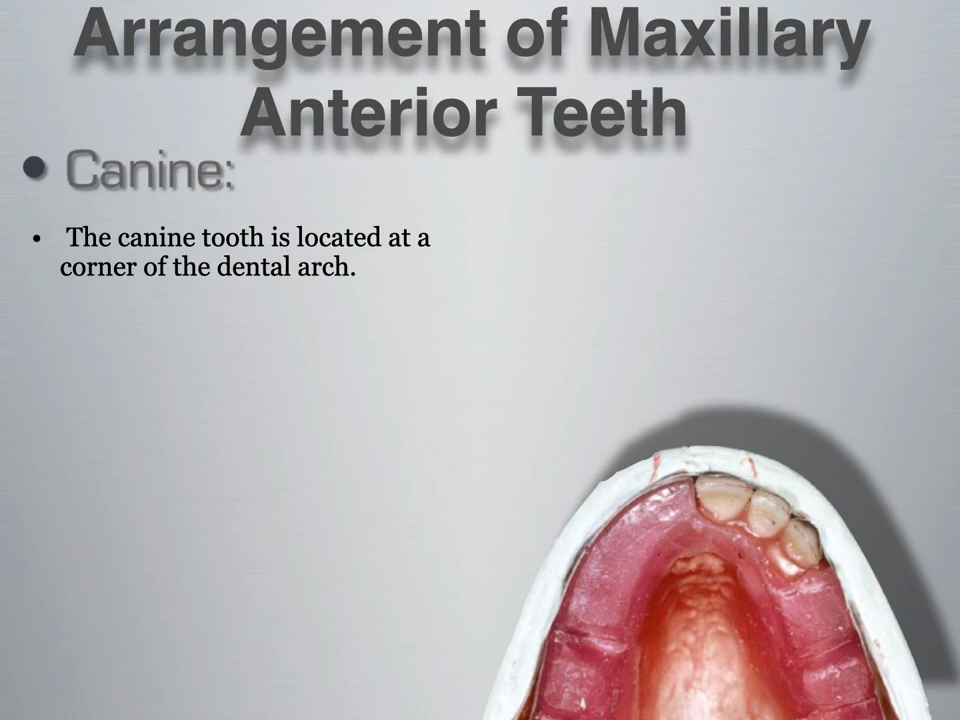 Arrangement of Maxillary
Anterior Teeth
• Canine:
• The canine tooth is located at a
corner of the dental arch.